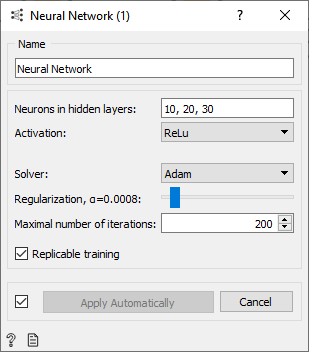 Neural Network (1)
Name
Neural Network
Neurons in hidden layers: 10, 20, 30
Activation: ReLu
Solver: Adam
Regularization, α=0.0008:
Maximal number of iterations: 200
Replicable training
Apply Automatically Cancel